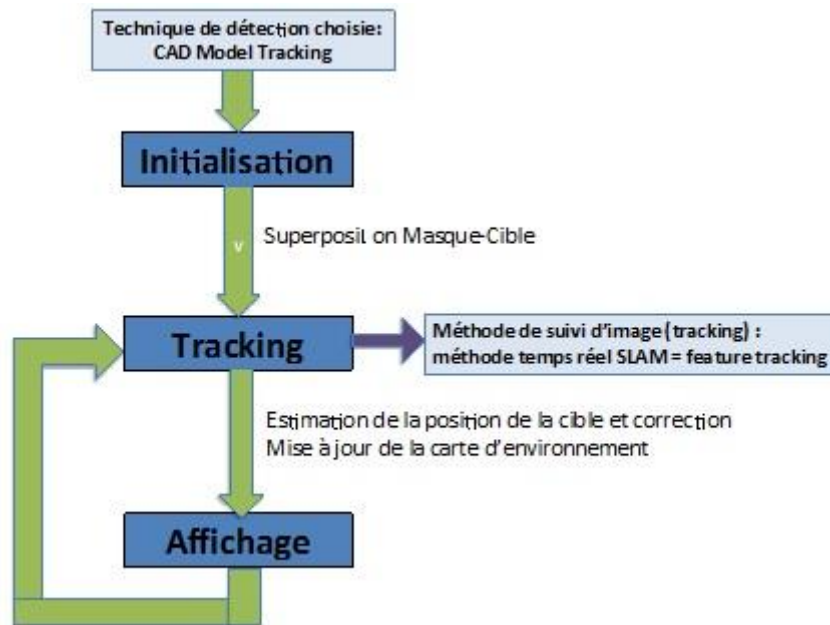 Technique de détection choisie:
CAD Model Tracking
Initialisation
v
Superposil on Masque-Cible
Tracking
Méthode de suivi d'image (tracking) :
méthode temps réel SLAM = feature tracking
Estimation de la position de la cible et correction
Mise à jour de la carte d'environnement
Affichage